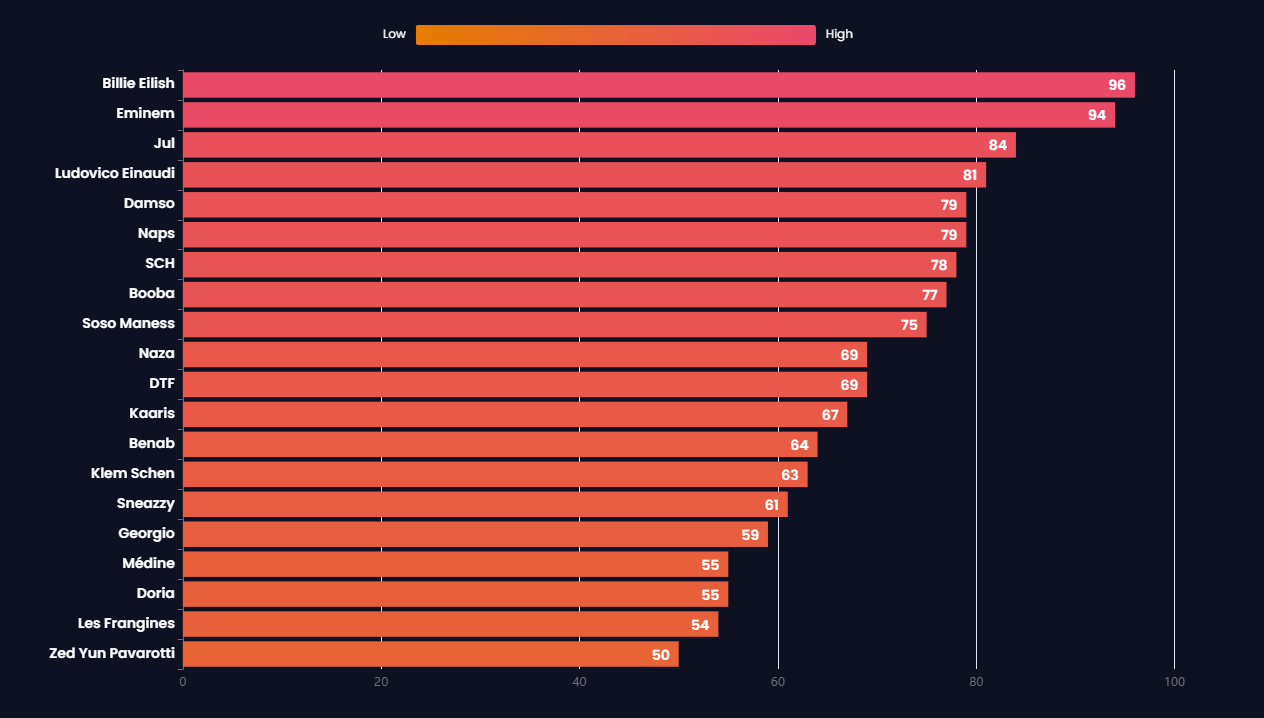 Low High
Billie Eilish 96
Eminem 94
Jul 84
Ludovico Einaudi 81
Damso 79
Naps 79
SCH 78
Booba 77
Soso Maness 75
Naza 69
DTF 69
Kaaris 67
Benab 64
Klem Schen 63
Sneazzy 61
Georgio 59
Médine 55
Doria 55
Les Frangines 54
Zed Yun Pavarotti 50
0 20 40 60 80 100